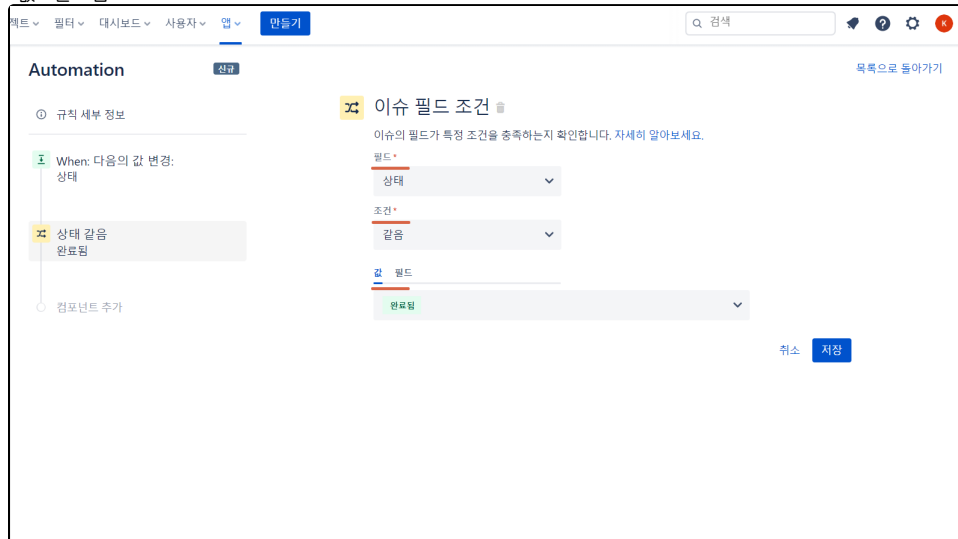 젝트 필터 대시보드 사용자 앱 만들기 검색 K
Automation 신규 목록으로 돌아가기
규칙 세부 정보
이슈 필드 조건
이슈의 필드가 특정 조건을 충족하는지 확인합니다. 자세히 알아보세요.
When: 다음의 값 변경:
상태
필드*
상태
조건*
같음
상태 같음
완료됨
값 필드
완료됨
컴포넌트 추가
취소 저장